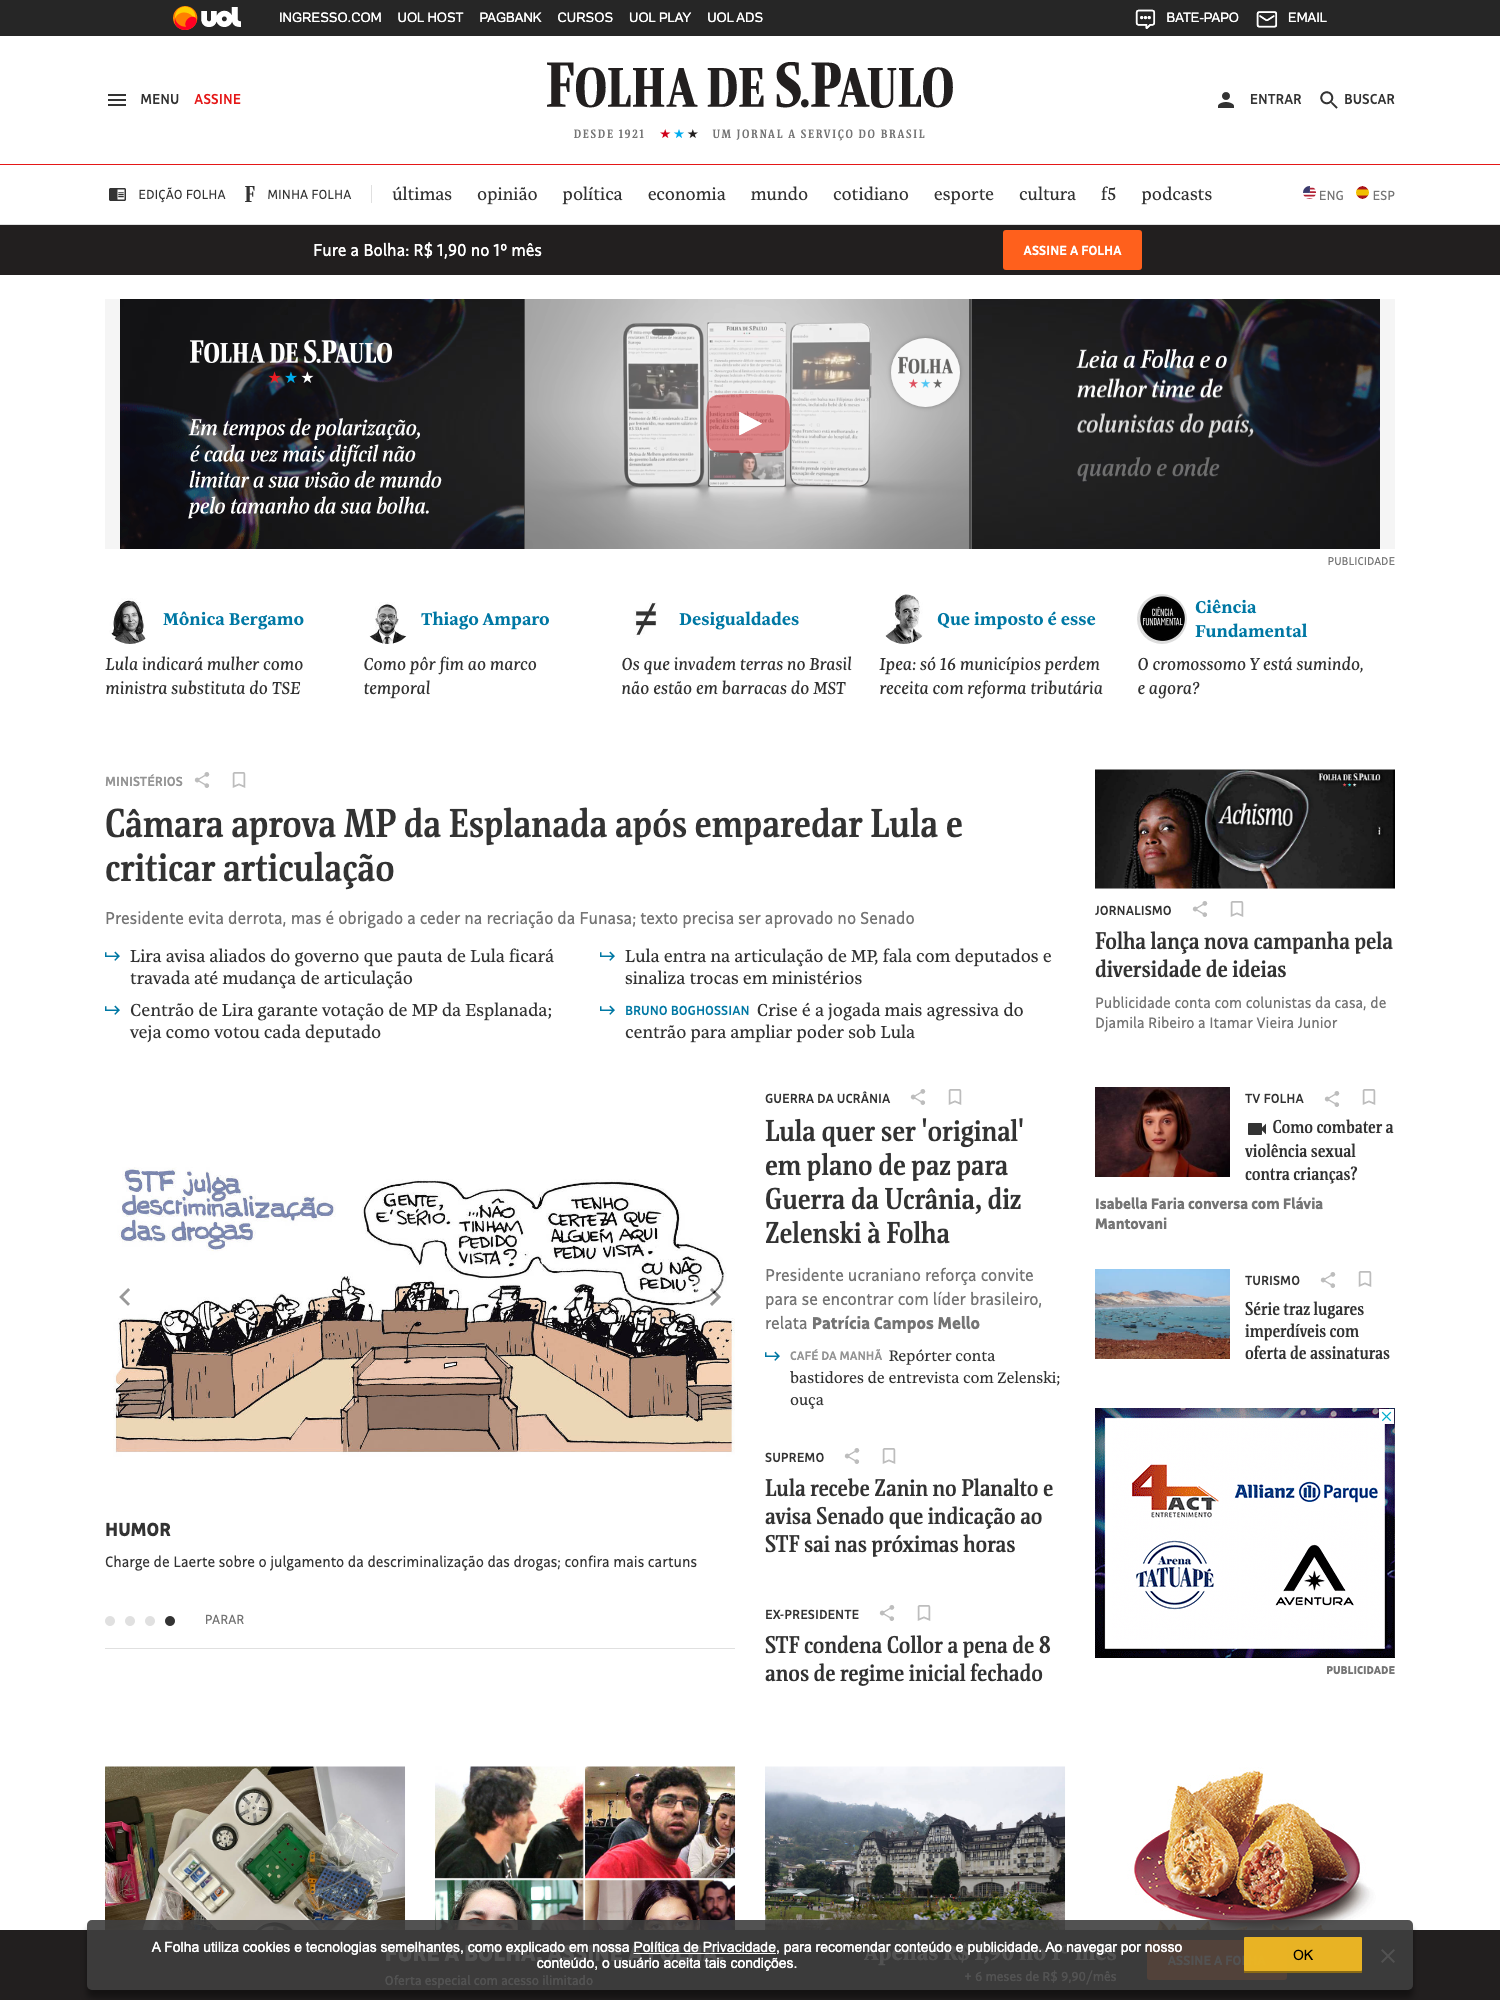 uol
INGRESSO.COM UOL HOST PAGBANK CURSOS UOL PLAY UOL ADS BATE-PAPO EMAIL
MENU ASSINE
FOLHA DE S.PAULO
DESDE 1921 ★★★ UM JORNAL A SERVIÇO DO BRASIL
ENTRAR BUSCAR
EDIÇÃO FOLHA F MINHA FOLHA últimas opinião política economia mundo cotidiano esporte cultura f5 podcasts ENG ESP
Fure a Bolha: R$ 1,90 no 1º mês ASSINE A FOLHA
FOLHA DE S.PAULO
★★★
Em tempos de polarização,
é cada vez mais difícil não
limitar a sua visão de mundo
pelo tamanho da sua bolha.
FOLHA DE S.PAULO
FOLHA
★★★
Leia a Folha e o
melhor time de
colunistas do país,
quando e onde
PUBLICIDADE
Mônica Bergamo
Lula indicará mulher como
ministra substituta do TSE
Thiago Amparo
Como pôr fim ao marco
temporal
≠ Desigualdades
Os que invadem terras no Brasil
não estão em barracas do MST
Que imposto é esse
Ipea: só 16 municípios perdem
receita com reforma tributária
CIÊNCIA
FUNDAMENTAL
Ciência
Fundamental
O cromossomo Y está sumindo,
e agora?
MINISTÉRIOS
Câmara aprova MP da Esplanada após emparedar Lula e
criticar articulação
Presidente evita derrota, mas é obrigado a ceder na recriação da Funasa; texto precisa ser aprovado no Senado
Lira avisa aliados do governo que pauta de Lula ficará
travada até mudança de articulação
Lula entra na articulação de MP, fala com deputados e
sinaliza trocas em ministérios
Centrão de Lira garante votação de MP da Esplanada;
veja como votou cada deputado
BRUNO BOGHOSSIAN Crise é a jogada mais agressiva do
centrão para ampliar poder sob Lula
FOLHA DE S.PAULO
Achismo
JORNALISMO
Folha lança nova campanha pela
diversidade de ideias
Publicidade conta com colunistas da casa, de
Djamila Ribeiro a Itamar Vieira Junior
STF julga
descriminalização
das drogas
GENTE,
É SÉRIO.
...NÃO
TINHAM
PEDIDO
VISTA?
TENHO
CERTEZA QUE
ALGUÉM AQUI
PEDIU VISTA.
OU NÃO
PEDIU?
HUMOR
Charge de Laerte sobre o julgamento da descriminalização das drogas; confira mais cartuns
PARAR
GUERRA DA UCRÂNIA
Lula quer ser 'original'
em plano de paz para
Guerra da Ucrânia, diz
Zelenski à Folha
Presidente ucraniano reforça convite
para se encontrar com líder brasileiro,
relata Patrícia Campos Mello
CAFÉ DA MANHÃ Repórter conta
bastidores de entrevista com Zelenski;
ouça
SUPREMO
Lula recebe Zanin no Planalto e
avisa Senado que indicação ao
STF sai nas próximas horas
EX-PRESIDENTE
STF condena Collor a pena de 8
anos de regime inicial fechado
TV FOLHA
Como combater a
violência sexual
contra crianças?
Isabella Faria conversa com Flávia
Mantovani
TURISMO
Série traz lugares
imperdíveis com
oferta de assinaturas
4ACT
ENTRETENIMENTO
Allianz Parque
Arena
TATUAPÉ
AVENTURA
PUBLICIDADE
A Folha utiliza cookies e tecnologias semelhantes, como explicado em nossa Política de Privacidade, para recomendar conteúdo e publicidade. Ao navegar por nosso
conteúdo, o usuário aceita tais condições.
OK
Oferta especial com acesso ilimitado
Apenas R$ 1,90 no 1º mês
+ 6 meses de R$ 9,90/mês
ASSINE A FO